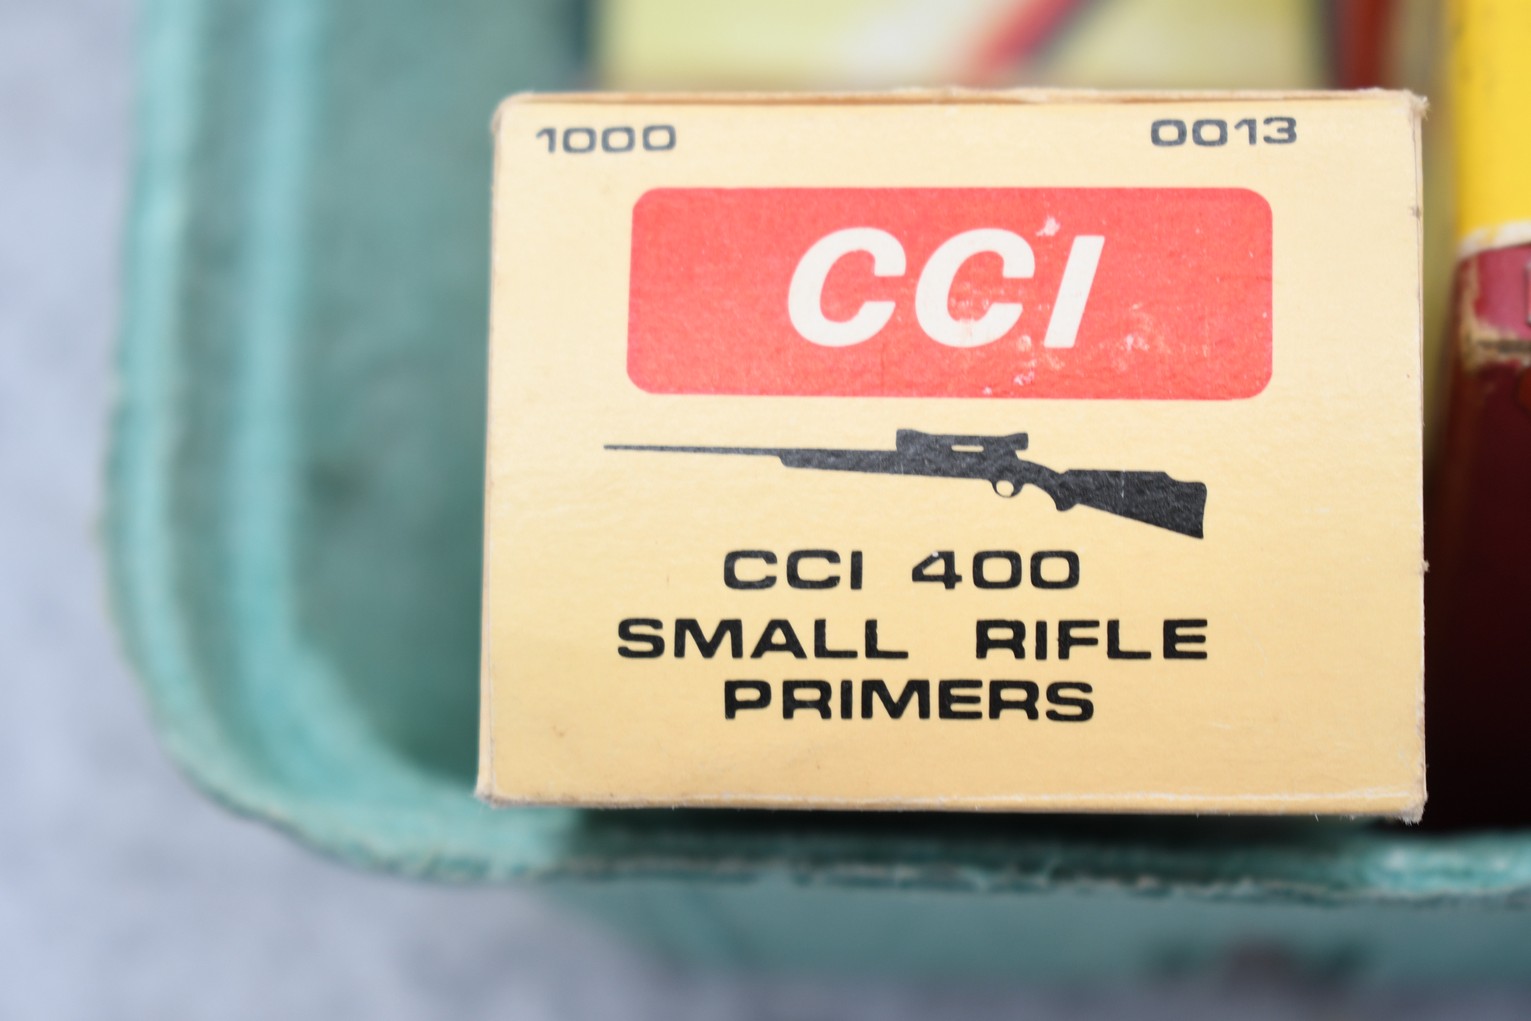 1000 0013
CCI
CCI 400
SMALL RIFLE
PRIMERS